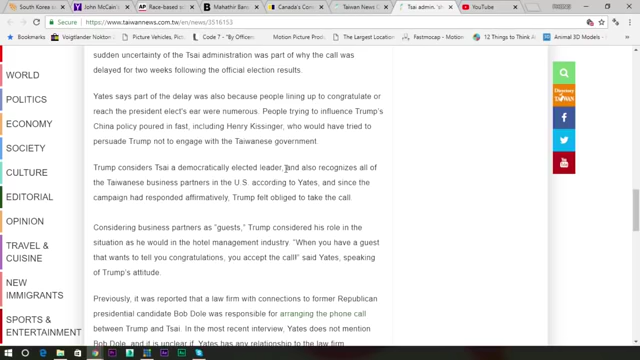 South Korea s
John McCain's
Race-based s
Mahathir: Ban
Canada's Con
Taiwan News C
Tsai admin. 's
YouTube
Secure
https://www.taiwannews.com.tw/en/news/3516153
Bookmarks
Voigtlander Nokton
Picture Victims
Code 7 - "By Officers
Most
The Largest Location
Fastmocap - Motion C
12 Things to Think A
Animal 3D Models
WORLD
POLITICS
ECONOMY
SOCIETY
CULTURE
EDITORIAL
OPINION
TRAVEL &
CUISINE
NEW
IMMIGRANTS
SPORTS &
ENTERTAINMENT
sudden uncertainty of the Tsai administration was part of why the call was
delayed for two weeks following the official election results.
Yates says part of the delay was also because people lining up to congratulate or
reach the president elect's ear were numerous. People trying to influence Trump's
China policy poured in fast, including Henry Kissinger, who would have tried to
persuade Trump not to engage with the Taiwanese government
Trump considers Tsai a democratically elected leader, and also recognizes all of
the Taiwanese business partners in the U.S. according to Yates, and since the
campaign had responded affirmatively, Trump felt obliged to take the call
Considering business partners as "guests," Trump considered his role in the
situation as he would in the hotel management industry. "When you have a guest
that wants to tell you congratulations, you accept the call!" said Yates, speaking
of Trump's attitude.
Previously, it was reported that a law firm with connections to former Republican
presidential candidate Bob Dole was responsible for arranging the phone call
between Trump and Tsai. In the most recent interview, Yates does not mention
Bob Dole, and it is unclear if Yates has any relationship to the law firm
Directory
TAIWAN